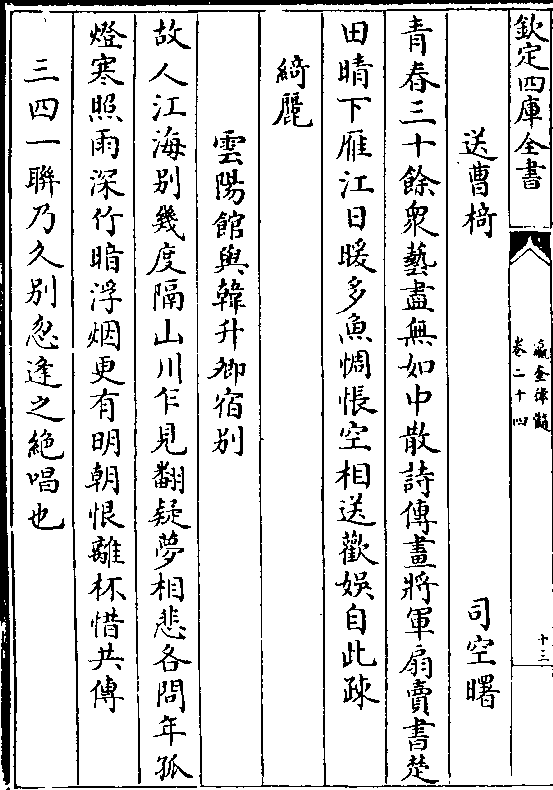 欽定四庫全書
瀛奎律髓
卷二十四
十三
送曹椅　司空曙
青春三十餘衆藝盡無如中散詩傳畫將軍扇賣書楚
田晴下雁江日暖多魚惆悵空相送歡娛自此疎
綺麗
雲陽館與韓升卿宿別
故人江海別幾度隔山川乍見翻疑夢相悲各問年孤
燈寒照雨深竹暗浮烟更有明朝恨離杯惜共傳
三四一聯乃久別忽逢之絶唱也